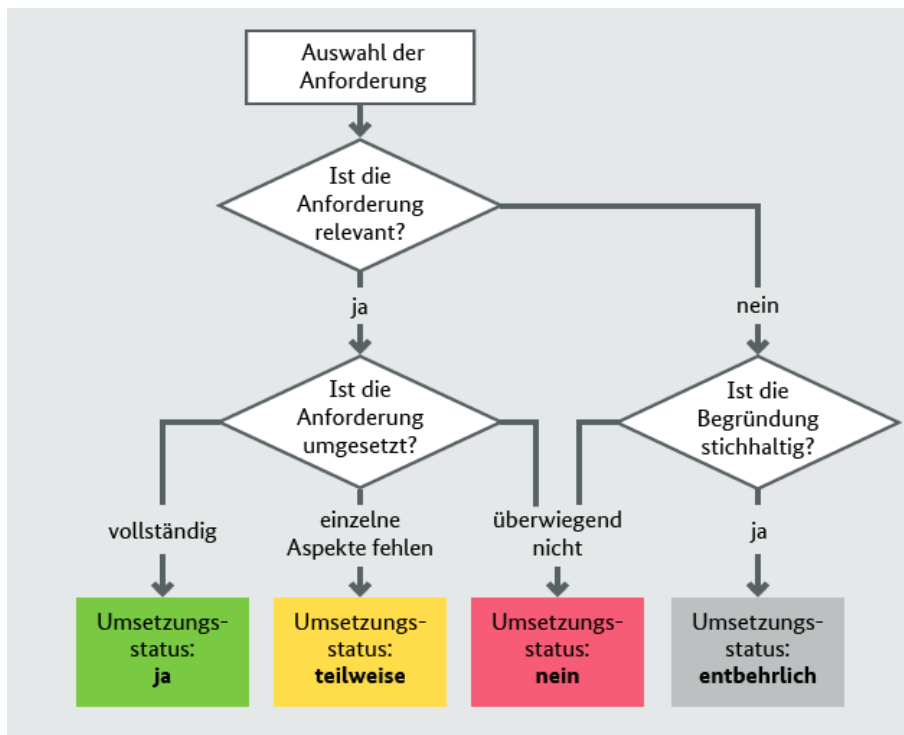 Auswahl der
Anforderung
Ist die
Anforderung
relevant?
ja
nein
Ist die
Anforderung
umgesetzt?
Ist die
Begründung
stichhaltig?
vollständig
einzelne
Aspekte fehlen
überwiegend
nicht
ja
Umsetzungs-
status:
ja
Umsetzungs-
status:
teilweise
Umsetzungs-
status:
nein
Umsetzungs-
status:
entbehrlich